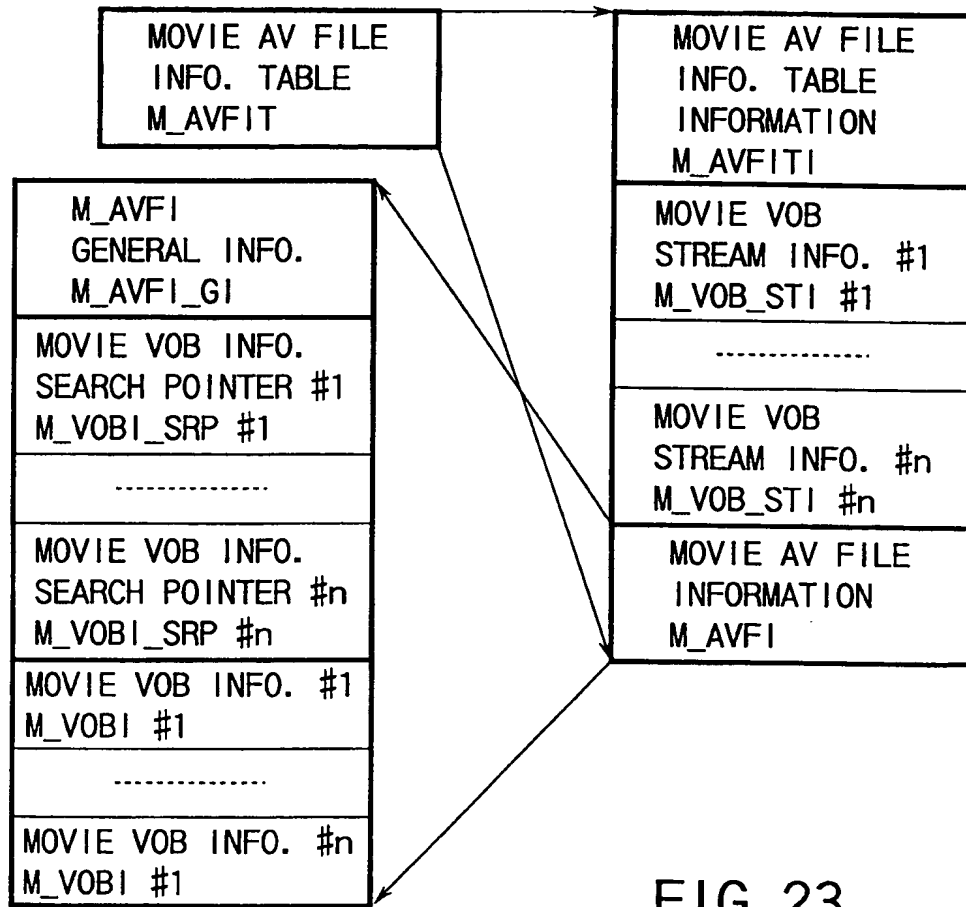 MOVIE AV FILE
INFO. TABLE
M_AVFIT
MOVIE AV FILE
INFO. TABLE
INFORMATION
M_AVFITI
MOVIE VOB
STREAM INFO. #1
M_VOB_STI #1
MOVIE VOB
STREAM INFO. #n
M_VOB_STI #n
MOVIE AV FILE
INFORMATION
M_AVFI
M_AVFI
GENERAL INFO.
M_AVFI_GI
MOVIE VOB INFO.
SEARCH POINTER #1
M_VOBI_SRP #1
MOVIE VOB INFO.
SEARCH POINTER #n
M_VOBI_SRP #n
MOVIE VOB INFO. #1
M_VOBI #1
MOVIE VOB INFO. #n
M_VOBI #1
FIG. 23